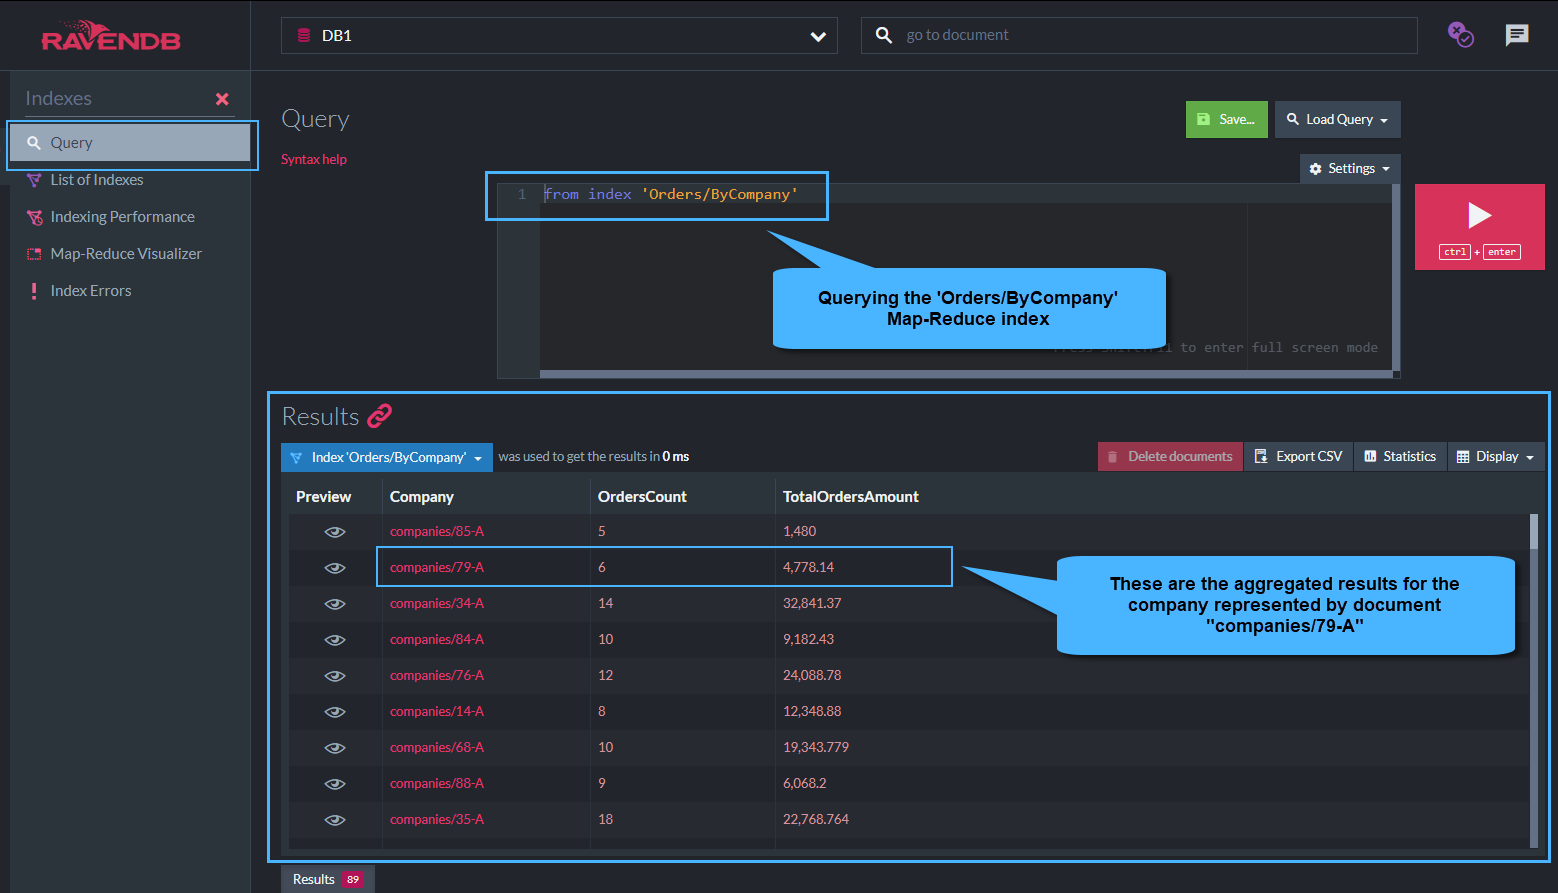 RAVENDB
DB1
go to document
Indexes
Query
List of Indexes
Indexing Performance
Map-Reduce Visualizer
Index Errors
Query
Save...
Load Query
Syntax help
Settings
1 from index 'Orders/ByCompany'
ctrl + enter
Querying the 'Orders/ByCompany'
Map-Reduce index
to enter full screen mode
Results
Index 'Orders/ByCompany' was used to get the results in 0 ms
Delete documents
Export CSV
Statistics
Display
Preview Company OrdersCount TotalOrdersAmount
companies/85-A 5 1,480
companies/79-A 6 4,778.14
companies/34-A 14 32,841.37
companies/84-A 10 9,182.43
companies/76-A 12 24,088.78
companies/14-A 8 12,348.88
companies/68-A 10 19,343.779
companies/88-A 9 6,068.2
companies/35-A 18 22,768.764
These are the aggregated results for the
company represented by document
"companies/79-A"
Results 89